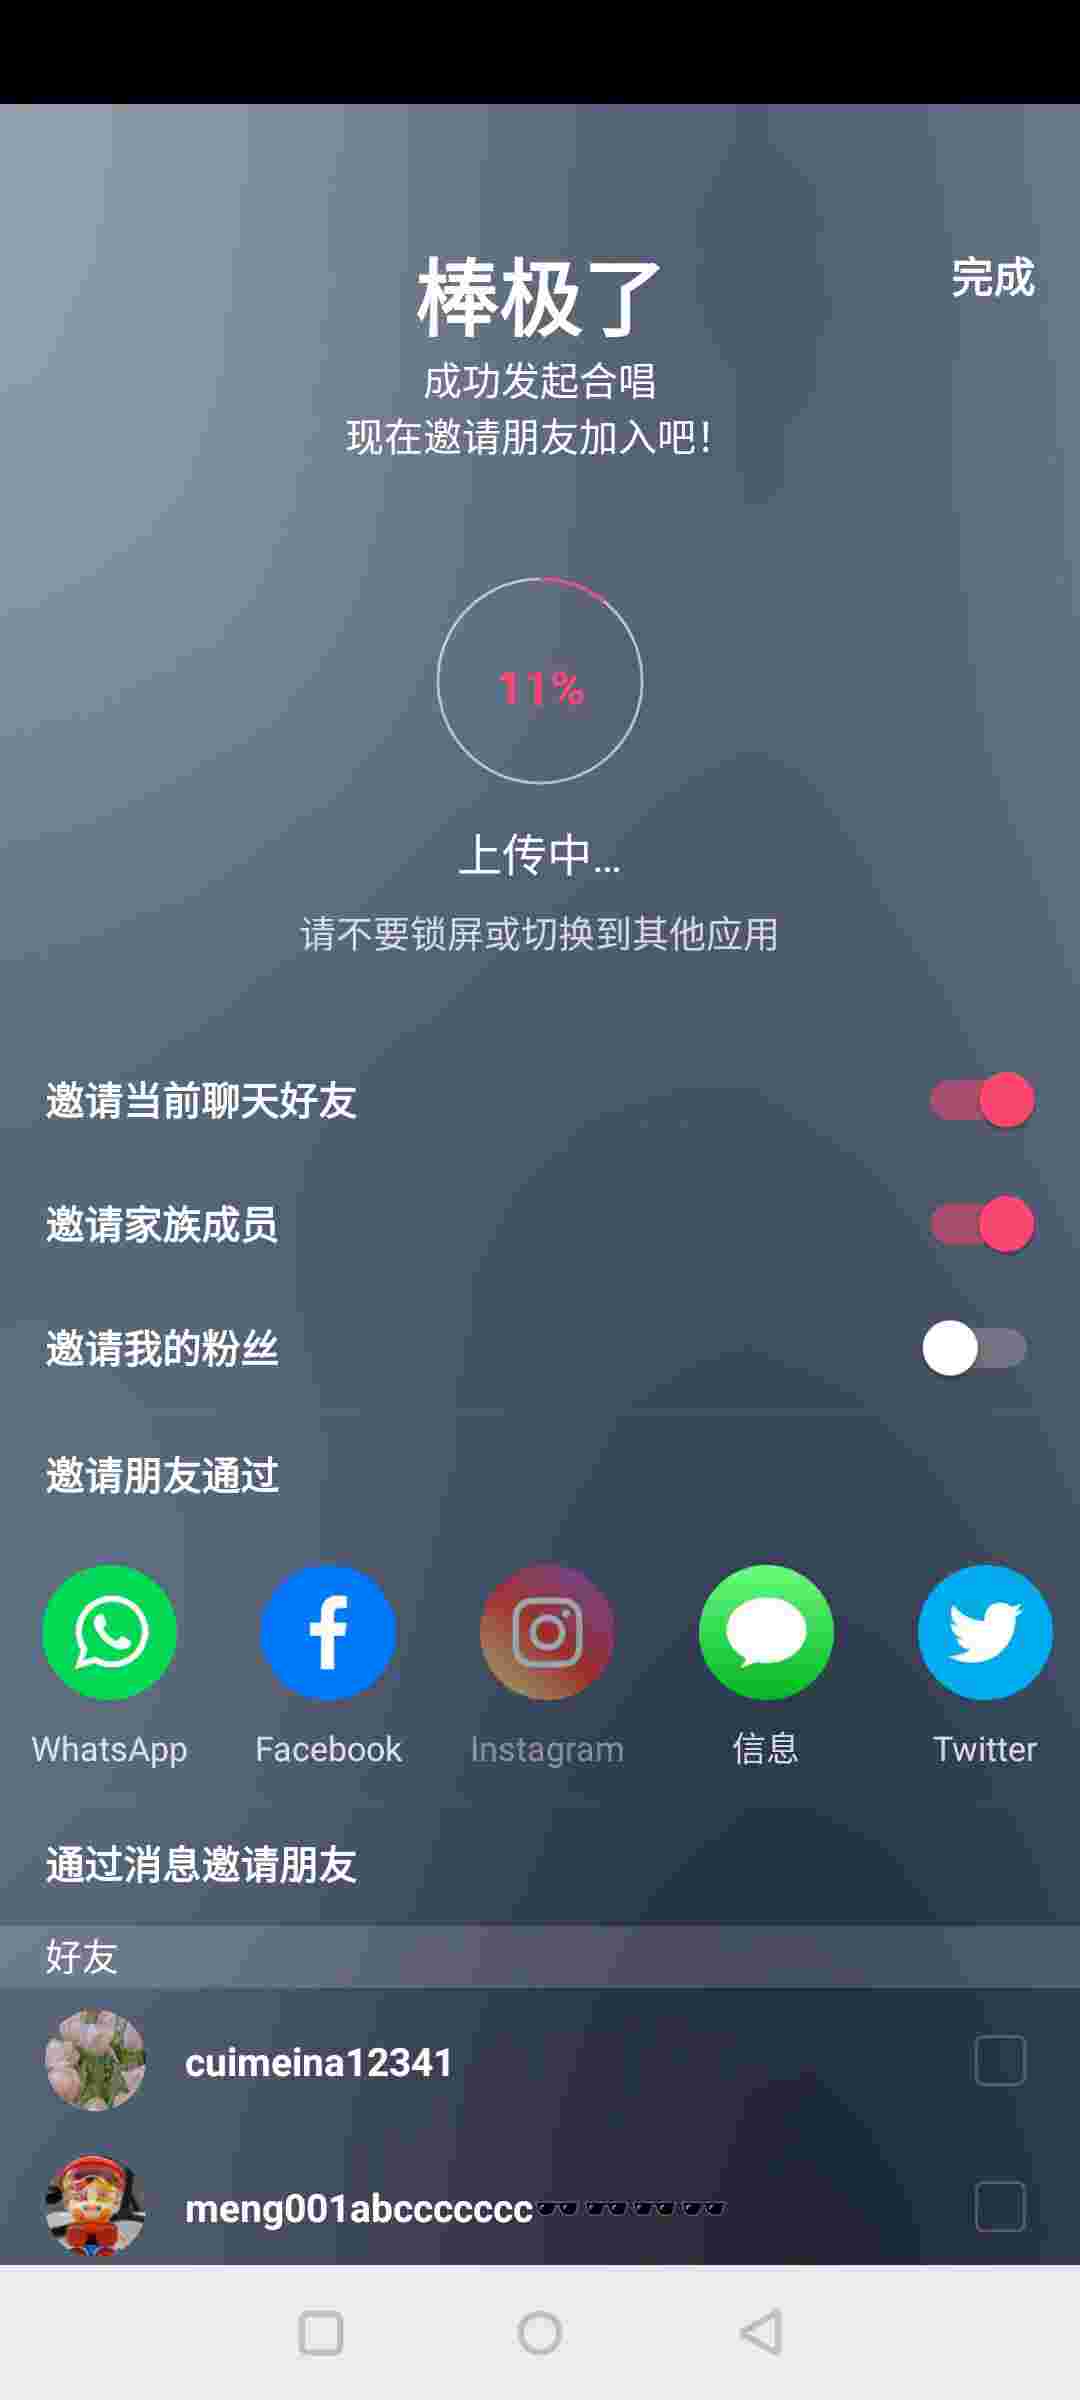 棒极了
完成
成功发起合唱
现在邀请朋友加入吧！
11%
上传中...
请不要锁屏或切换到其他应用
邀请当前聊天好友
邀请家族成员
邀请我的粉丝
邀请朋友通过
WhatsApp Facebook Instagram 信息 Twitter
通过消息邀请朋友
好友
cuimeina12341
meng001abccccccc🕶🕶🕶🕶